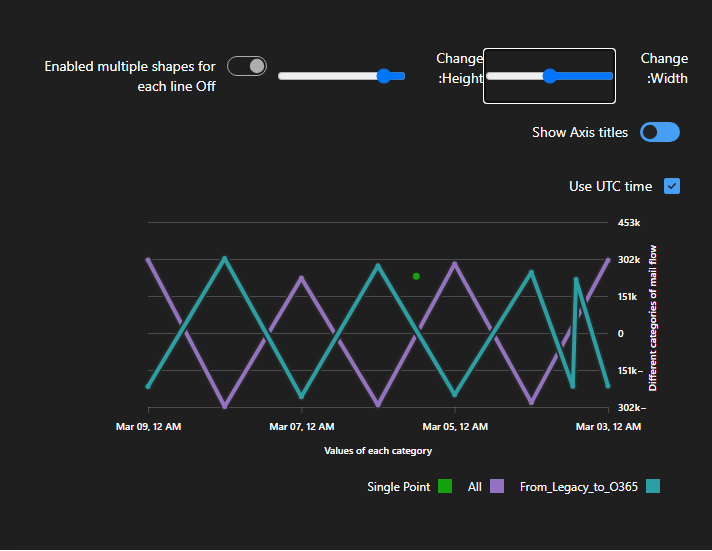 Enabled multiple shapes for
each line Off
Change
:Height
Change
:Width
Show Axis titles
Use UTC time
453k
302k
151k
0
151k−
302k−
Different categories of mail flow
Mar 09, 12 AM
Mar 07, 12 AM
Mar 05, 12 AM
Mar 03, 12 AM
Values of each category
Single Point
All
From_Legacy_to_O365